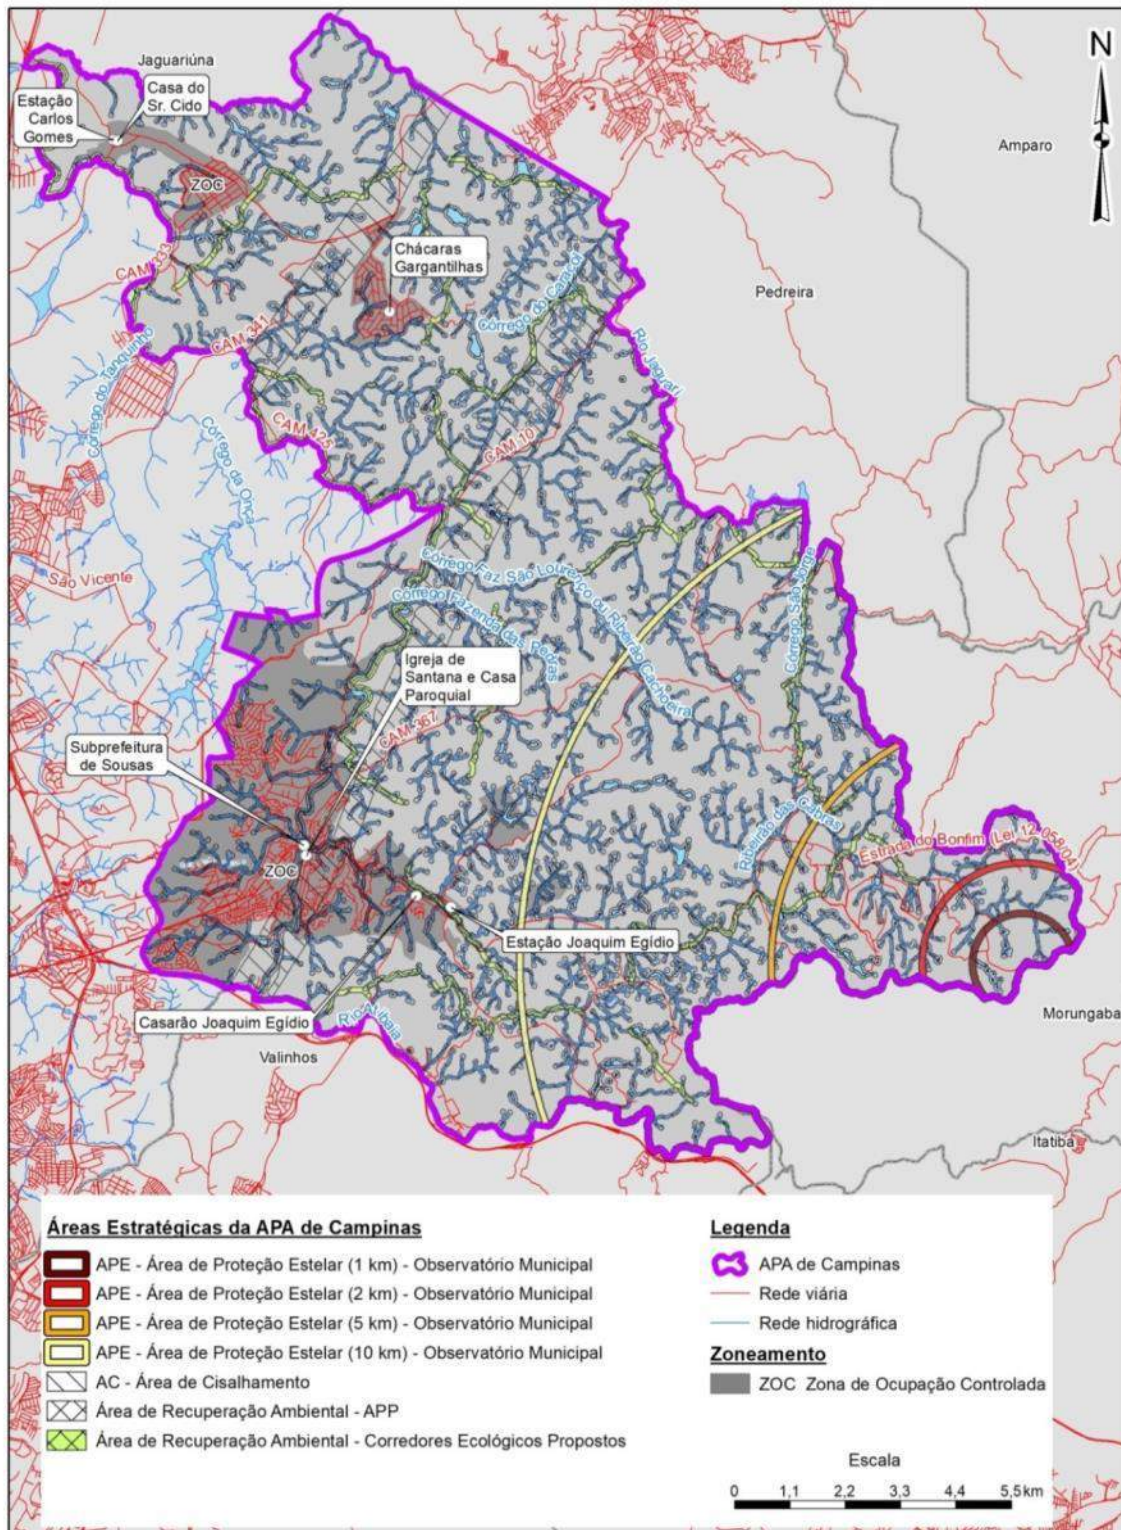 N
Jaguariúna
Casa do
Sr. Cido
Estação
Carlos
Gomes
Amparo
ZOC
Chácaras
Gargantilhas
CAM 333
Pedreira
Córrego do Caracol
CAM 341
Rio Jaguari
Córrego do Tanquinho
CAM 425
CAM 10
Córrego da Onça
São Vicente
Córrego Faz São Lourenço ou Ribeirão Cachoeira
Córrego Fazenda das Pedras
Córrego São Jorge
Igreja de
Santana e Casa
Paroquial
CAM 367
Subprefeitura
de Sousas
Ribeirão das Cabras
Estrada do Bonfim (Lei 12.058/04)
ZOC
Estação Joaquim Egídio
Casarão Joaquim Egídio
Rio Atibaia
Morungaba
Valinhos
Itatiba
Áreas Estratégicas da APA de Campinas
APE - Área de Proteção Estelar (1 km) - Observatório Municipal
APE - Área de Proteção Estelar (2 km) - Observatório Municipal
APE - Área de Proteção Estelar (5 km) - Observatório Municipal
APE - Área de Proteção Estelar (10 km) - Observatório Municipal
AC - Área de Cisalhamento
Área de Recuperação Ambiental - APP
Área de Recuperação Ambiental - Corredores Ecológicos Propostos
Legenda
APA de Campinas
Rede viária
Rede hidrográfica
Zoneamento
ZOC Zona de Ocupação Controlada
Escala
0 1,1 2,2 3,3 4,4 5,5 km